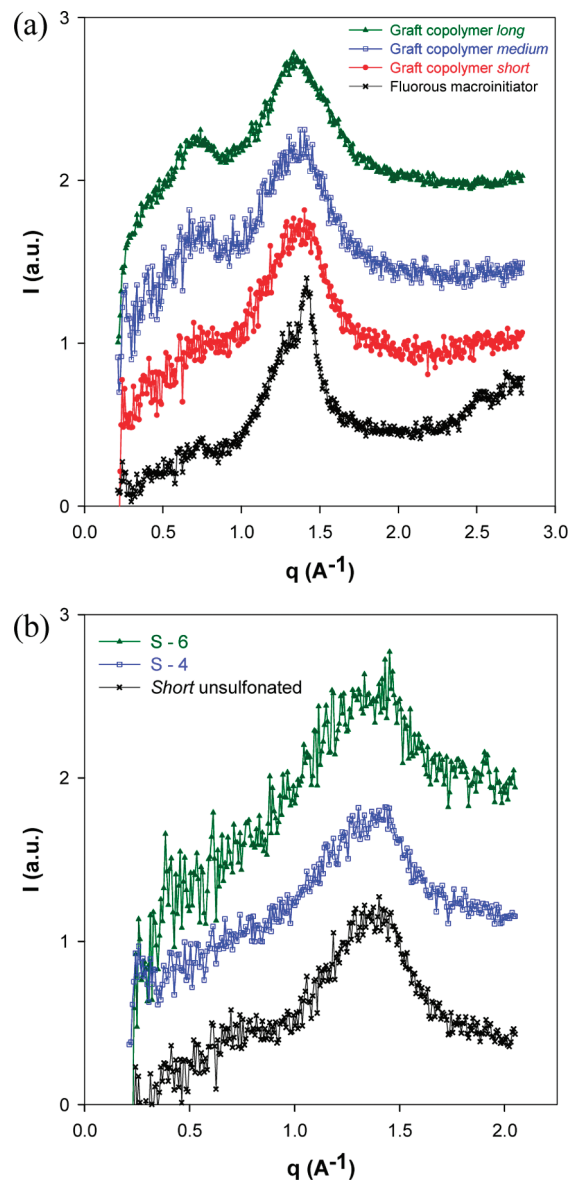 (a)
Graft copolymer long
Graft copolymer medium
Graft copolymer short
Fluorous macroinitiator
3
2
1
0
I (a.u.)
0.0 0.5 1.0 1.5 2.0 2.5 3.0
q (A⁻¹)
(b)
S - 6
S - 4
Short unsulfonated
3
2
1
0
I (a.u.)
0.0 0.5 1.0 1.5 2.0
q (A⁻¹)